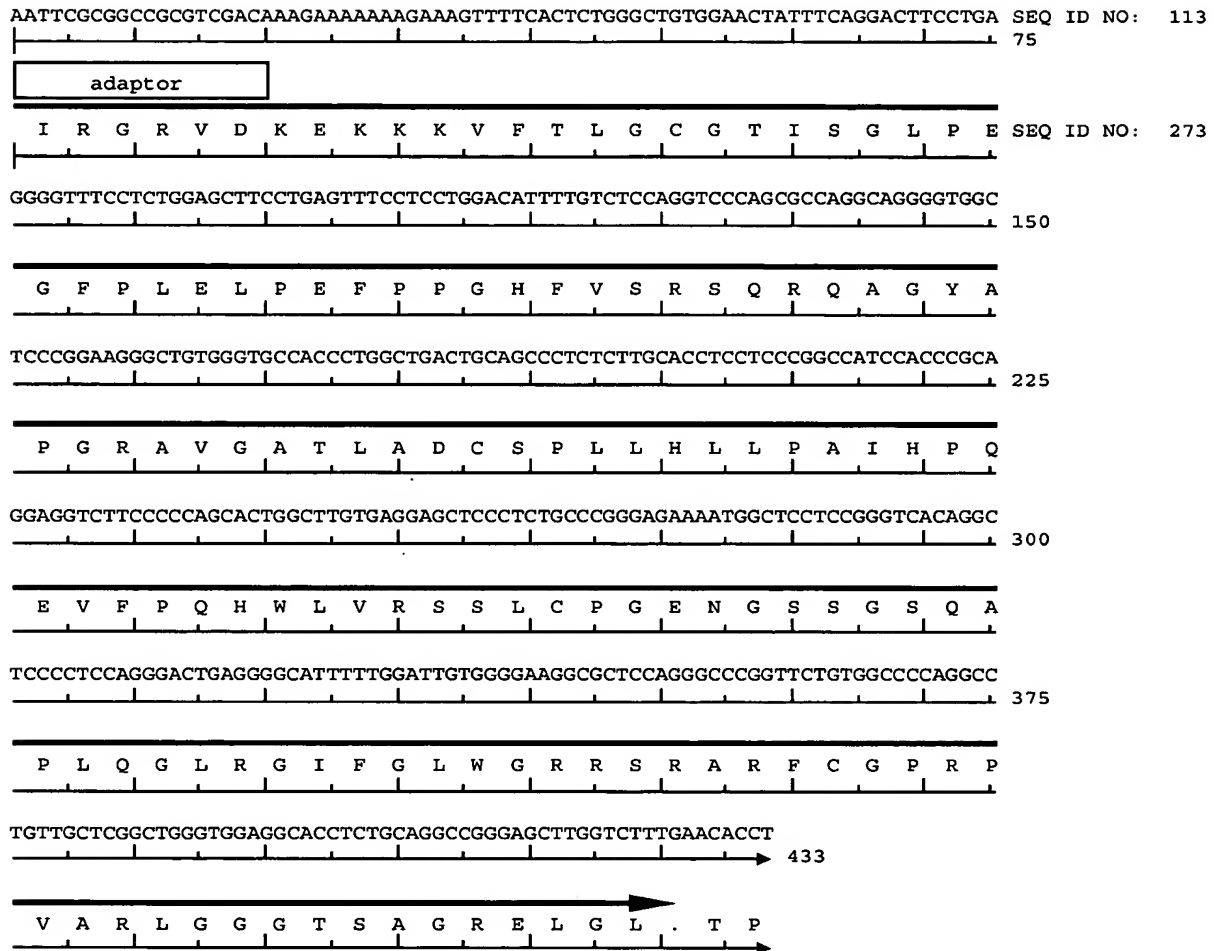 AATTCGCGGCCGCGTCGACAAAGAAAAAAAGAAAGTTTTCACTCTGGGCTGTGGAACTATTTCAGGACTTCCTGA SEQ ID NO: 113
75
adaptor
I R G R V D K E K K K V F T L G C G T I S G L P E SEQ ID NO: 273
GGGGTTTCCTCTGGAGCTTCCTGAGTTTCCTCCTGGACATTTTGTCTCCAGGTCCCAGCGCCAGGCAGGGGTGGC
150
G F P L E L P E F P P G H F V S R S Q R Q A G Y A
TCCCGGAAGGGCTGTGGGTGCCACCCTGGCTGACTGCAGCCCTCTCTTGCACCTCCTCCCGGCCATCCACCCGCA
225
P G R A V G A T L A D C S P L L H L L P A I H P Q
GGAGGTCTTCCCCCAGCACTGGCTTGTGAGGAGCTCCCTCTGCCCGGGAGAAAATGGCTCCTCCGGGTCACAGGC
300
E V F P Q H W L V R S S L C P G E N G S S G S Q A
TCCCCTCCAGGGACTGAGGGGCATTTTTGGATTGTGGGGAAGGCGCTCCAGGGCCCGGTTCTGTGGCCCCAGGCC
375
P L Q G L R G I F G L W G R R S R A R F C G P R P
TGTTGCTCGGCTGGGTGGAGGCACCTCTGCAGGCCGGGAGCTTGGTCTTTGAACACCT
433
V A R L G G G T S A G R E L G L . T P